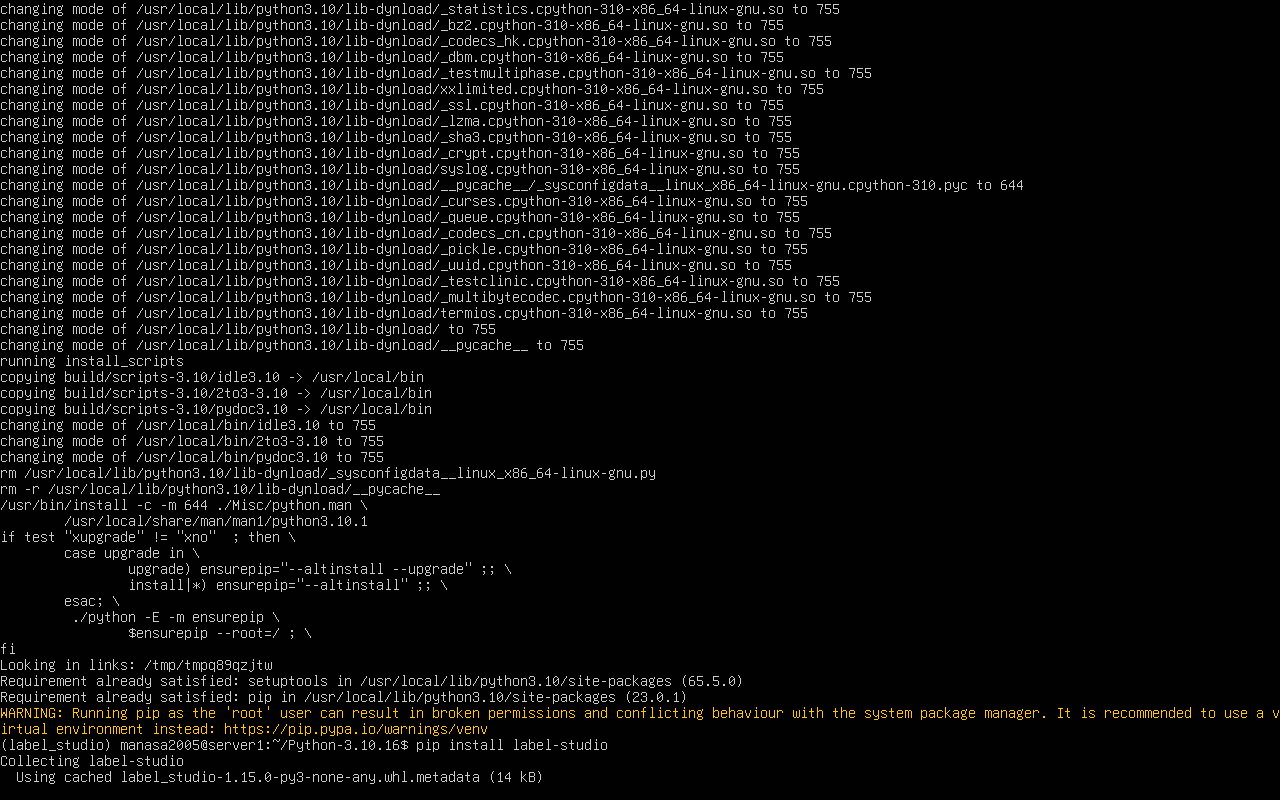 changing mode of /usr/local/lib/python3.10/lib-dynload/_statistics.cpython-310-x86_64-linux-gnu.so to 755
changing mode of /usr/local/lib/python3.10/lib-dynload/_bz2.cpython-310-x86_64-linux-gnu.so to 755
changing mode of /usr/local/lib/python3.10/lib-dynload/_codecs_hk.cpython-310-x86_64-linux-gnu.so to 755
changing mode of /usr/local/lib/python3.10/lib-dynload/_dbm.cpython-310-x86_64-linux-gnu.so to 755
changing mode of /usr/local/lib/python3.10/lib-dynload/_testmultiphase.cpython-310-x86_64-linux-gnu.so to 755
changing mode of /usr/local/lib/python3.10/lib-dynload/xxlimited.cpython-310-x86_64-linux-gnu.so to 755
changing mode of /usr/local/lib/python3.10/lib-dynload/_ssl.cpython-310-x86_64-linux-gnu.so to 755
changing mode of /usr/local/lib/python3.10/lib-dynload/_lzma.cpython-310-x86_64-linux-gnu.so to 755
changing mode of /usr/local/lib/python3.10/lib-dynload/_sha3.cpython-310-x86_64-linux-gnu.so to 755
changing mode of /usr/local/lib/python3.10/lib-dynload/_crypt.cpython-310-x86_64-linux-gnu.so to 755
changing mode of /usr/local/lib/python3.10/lib-dynload/syslog.cpython-310-x86_64-linux-gnu.so to 755
changing mode of /usr/local/lib/python3.10/lib-dynload/__pycache__/_sysconfigdata__linux_x86_64-linux-gnu.cpython-310.pyc to 644
changing mode of /usr/local/lib/python3.10/lib-dynload/_curses.cpython-310-x86_64-linux-gnu.so to 755
changing mode of /usr/local/lib/python3.10/lib-dynload/_queue.cpython-310-x86_64-linux-gnu.so to 755
changing mode of /usr/local/lib/python3.10/lib-dynload/_codecs_cn.cpython-310-x86_64-linux-gnu.so to 755
changing mode of /usr/local/lib/python3.10/lib-dynload/_pickle.cpython-310-x86_64-linux-gnu.so to 755
changing mode of /usr/local/lib/python3.10/lib-dynload/_uuid.cpython-310-x86_64-linux-gnu.so to 755
changing mode of /usr/local/lib/python3.10/lib-dynload/_testclinic.cpython-310-x86_64-linux-gnu.so to 755
changing mode of /usr/local/lib/python3.10/lib-dynload/_multibytecodec.cpython-310-x86_64-linux-gnu.so to 755
changing mode of /usr/local/lib/python3.10/lib-dynload/termios.cpython-310-x86_64-linux-gnu.so to 755
changing mode of /usr/local/lib/python3.10/lib-dynload/ to 755
changing mode of /usr/local/lib/python3.10/lib-dynload/__pycache__ to 755
running install_scripts
copying build/scripts-3.10/idle3.10 -> /usr/local/bin
copying build/scripts-3.10/2to3-3.10 -> /usr/local/bin
copying build/scripts-3.10/pydoc3.10 -> /usr/local/bin
changing mode of /usr/local/bin/idle3.10 to 755
changing mode of /usr/local/bin/2to3-3.10 to 755
changing mode of /usr/local/bin/pydoc3.10 to 755
rm /usr/local/lib/python3.10/lib-dynload/_sysconfigdata__linux_x86_64-linux-gnu.py
rm -r /usr/local/lib/python3.10/lib-dynload/__pycache__
/usr/bin/install -c -m 644 ./Misc/python.man \
        /usr/local/share/man/man1/python3.10.1
if test "xupgrade" != "xno"  ; then \
        case upgrade in \
                upgrade) ensurepip="--altinstall --upgrade" ;; \
                install|*) ensurepip="--altinstall" ;; \
        esac; \
         ./python -E -m ensurepip \
                $ensurepip --root=/ ; \
fi
Looking in links: /tmp/tmpq89qzjtw
Requirement already satisfied: setuptools in /usr/local/lib/python3.10/site-packages (65.5.0)
Requirement already satisfied: pip in /usr/local/lib/python3.10/site-packages (23.0.1)
WARNING: Running pip as the 'root' user can result in broken permissions and conflicting behaviour with the system package manager. It is recommended to use a v
irtual environment instead: https://pip.pypa.io/warnings/venv
(label_studio) manasa2005@server1:~/Python-3.10.16$ pip install label-studio
Collecting label-studio
  Using cached label_studio-1.15.0-py3-none-any.whl.metadata (14 kB)